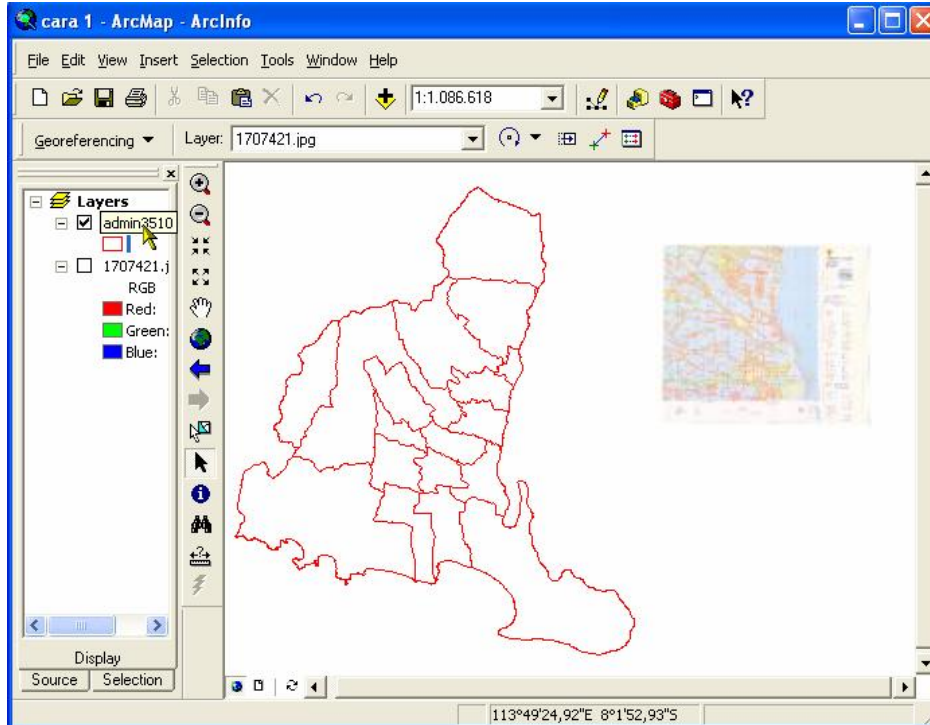 cara 1 - ArcMap - ArcInfo
File Edit View Insert Selection Tools Window Help
1:1.086.618
Georeferencing Layer: 1707421.jpg
Layers
admin3510
1707421.j
RGB
Red:
Green:
Blue:
Display
Source Selection
113°49'24,92"E 8°1'52,93"S